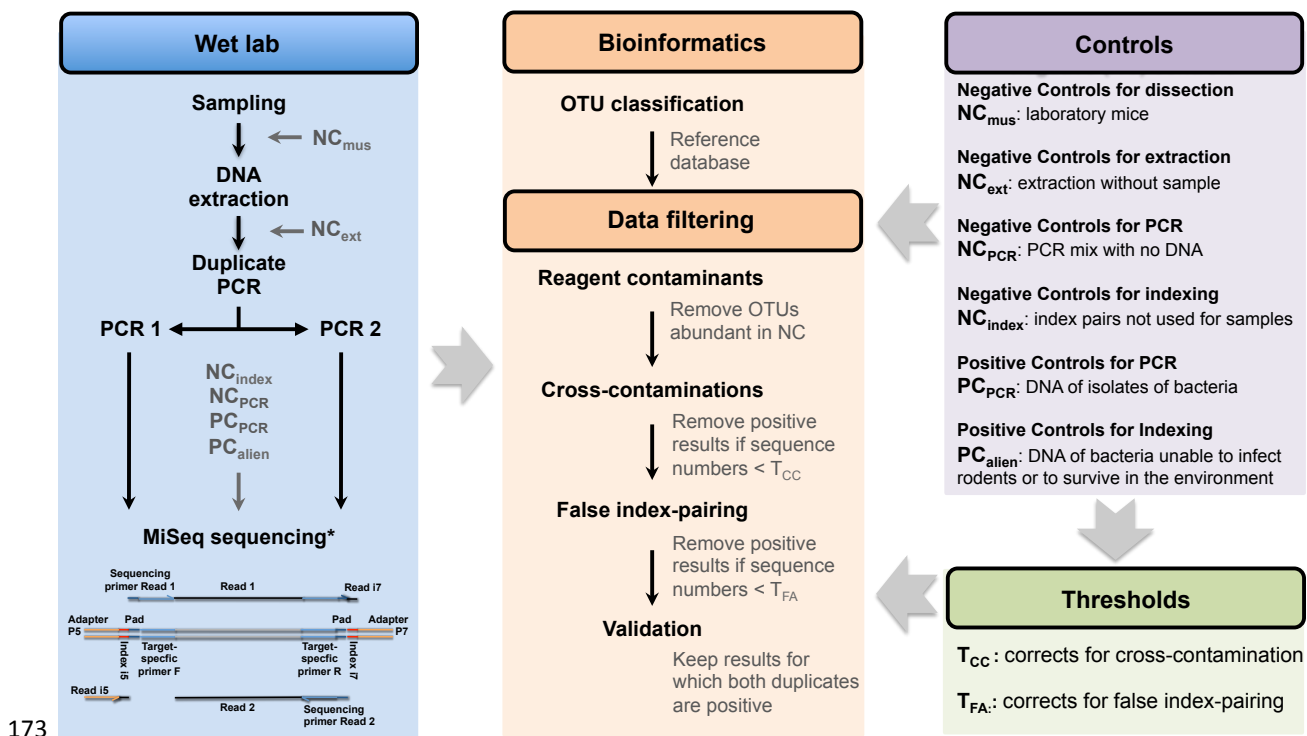 Wet lab
Sampling
NCmus
DNA
extraction
NCext
Duplicate
PCR
PCR 1
PCR 2
NCindex
NCPCR
PCPCR
PCalien
MiSeq sequencing*
Sequencing
primer Read 1
Read 1
Read i7
Adapter
P5
Pad
Pad
Adapter
P7
Index i5
Target-
specfic
primer F
Target-
specfic
primer R
Index i7
Read i5
Read 2
Sequencing
primer Read 2
Bioinformatics
OTU classification
Reference
database
Data filtering
Reagent contaminants
Remove OTUs
abundant in NC
Cross-contaminations
Remove positive
results if sequence
numbers < TCC
False index-pairing
Remove positive
results if sequence
numbers < TFA
Validation
Keep results for
which both duplicates
are positive
Controls
Negative Controls for dissection
NCmus: laboratory mice
Negative Controls for extraction
NCext: extraction without sample
Negative Controls for PCR
NCPCR: PCR mix with no DNA
Negative Controls for indexing
NCindex: index pairs not used for samples
Positive Controls for PCR
PCPCR: DNA of isolates of bacteria
Positive Controls for Indexing
PCalien: DNA of bacteria unable to infect
rodents or to survive in the environment
Thresholds
TCC : corrects for cross-contamination
TFA:: corrects for false index-pairing
173